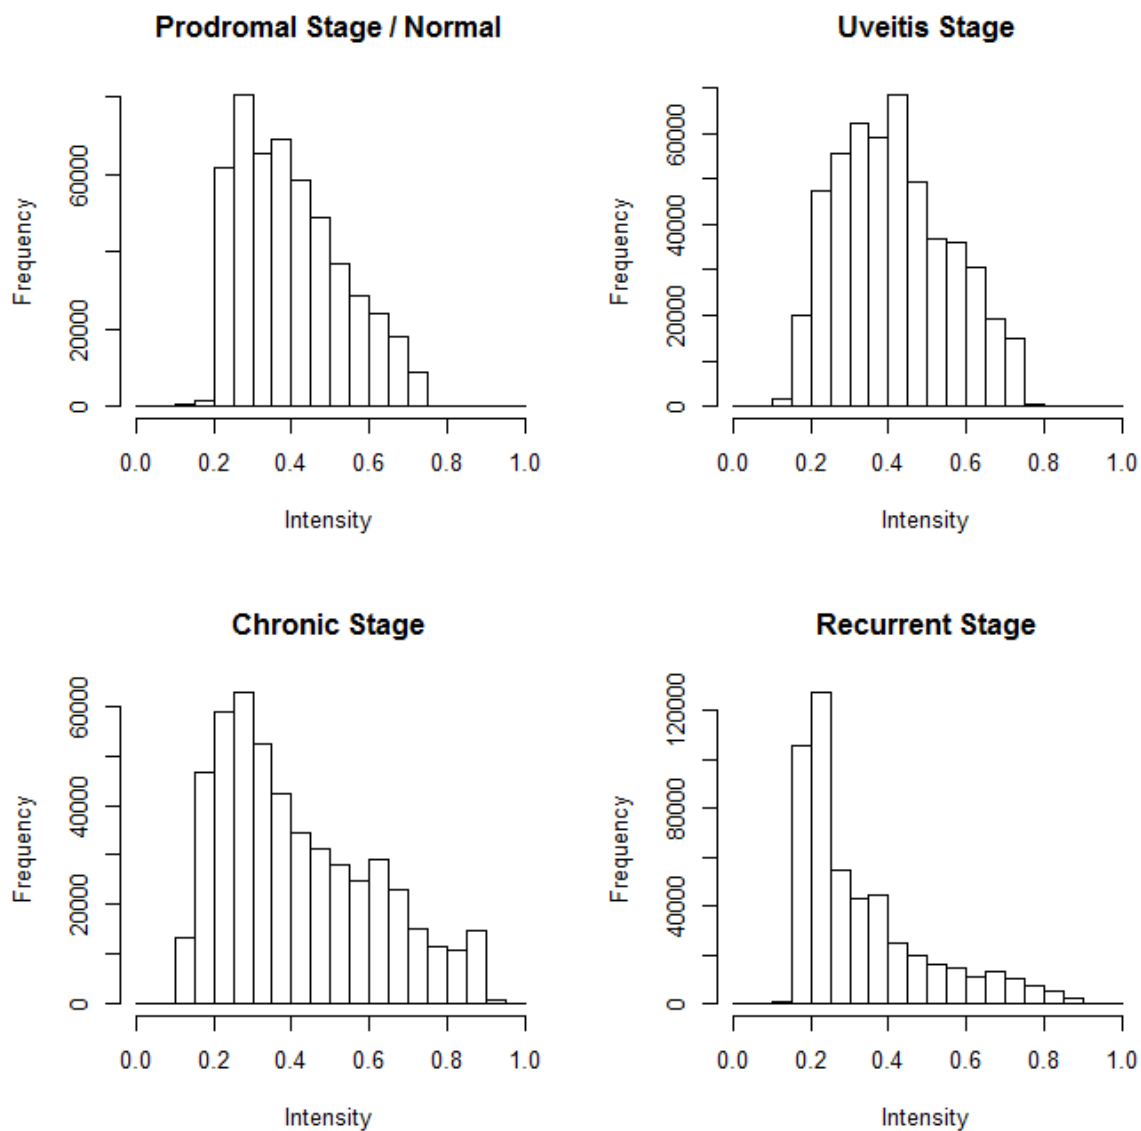 Prodromal Stage / Normal
Frequency
0
20000
60000
0.0 0.2 0.4 0.6 0.8 1.0
Intensity
Uveitis Stage
Frequency
0
20000
40000
60000
0.0 0.2 0.4 0.6 0.8 1.0
Intensity
Chronic Stage
Frequency
0
20000
40000
60000
0.0 0.2 0.4 0.6 0.8 1.0
Intensity
Recurrent Stage
Frequency
0
40000
80000
120000
0.0 0.2 0.4 0.6 0.8 1.0
Intensity